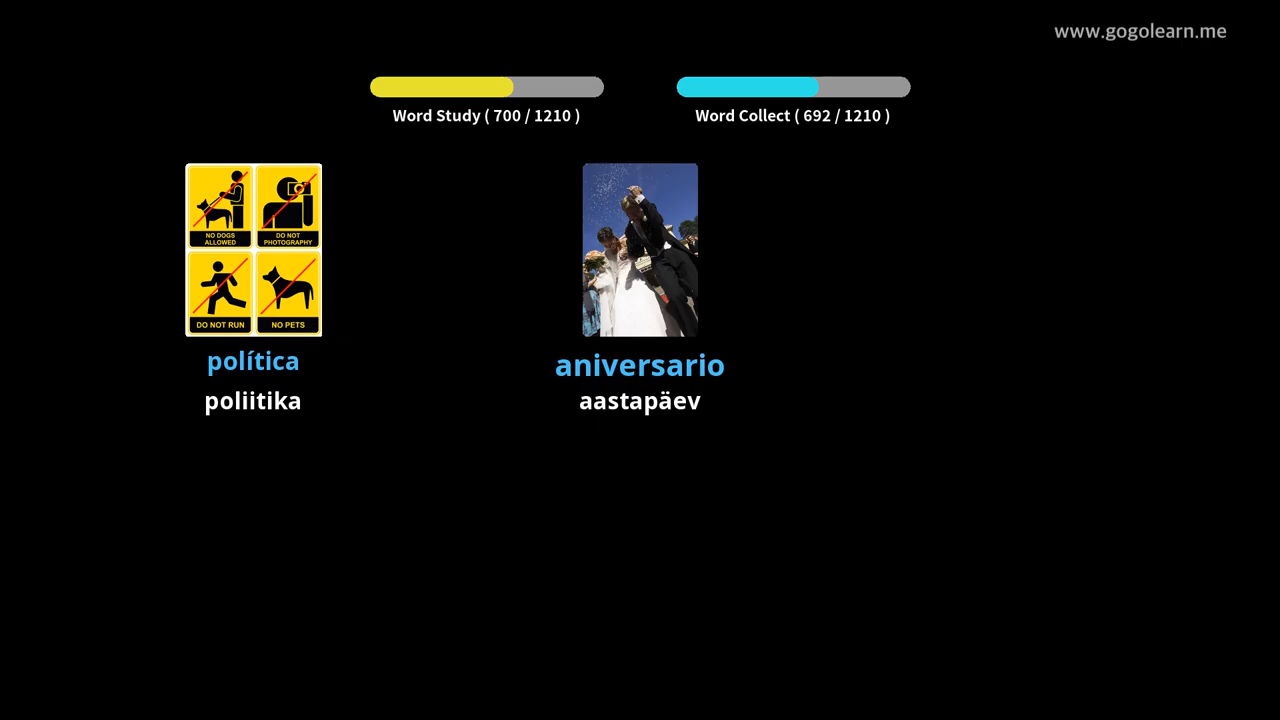 www.gogolearn.me
Word Study ( 700 / 1210 )
Word Collect ( 692 / 1210 )
NO DOGS
ALLOWED
DO NOT
PHOTOGRAPHY
DO NOT RUN
NO PETS
política
poliitika
aniversario
aastapäev